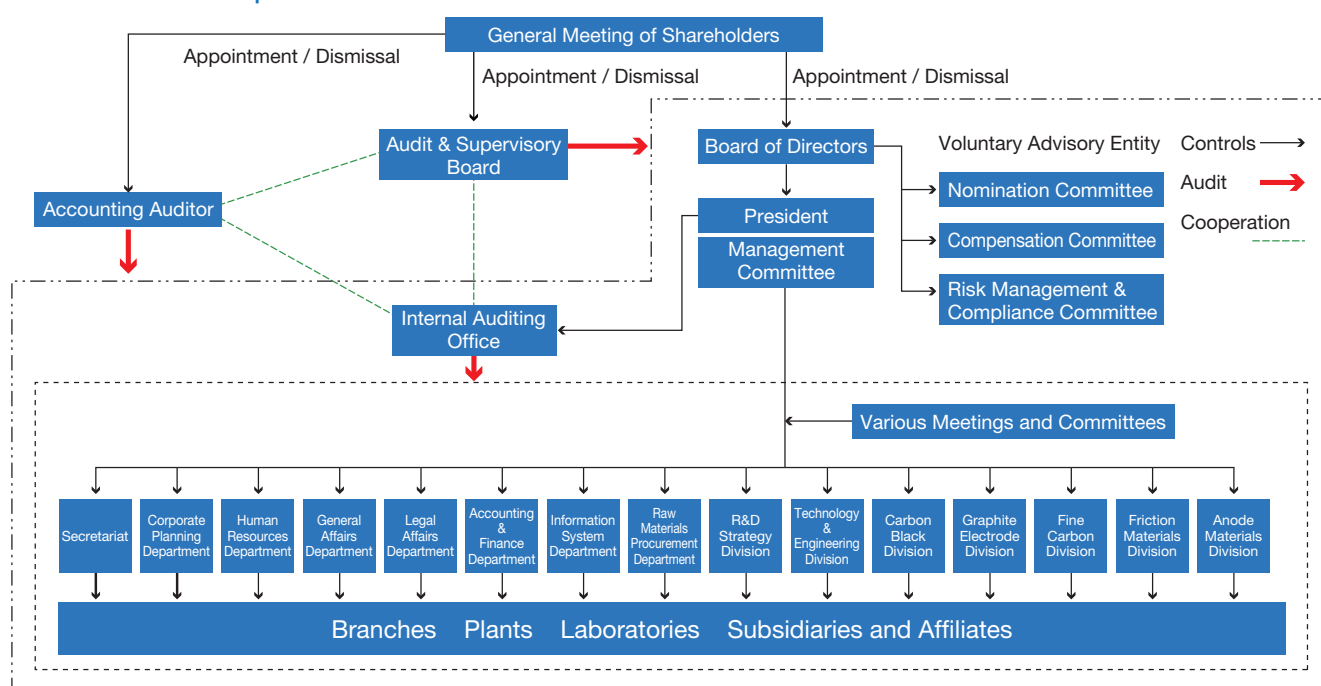 General Meeting of Shareholders
Appointment / Dismissal
Appointment / Dismissal
Appointment / Dismissal
Audit & Supervisory
Board
Board of Directors
Voluntary Advisory Entity
Controls
Audit
Cooperation
Accounting Auditor
President
Management
Committee
Nomination Committee
Compensation Committee
Risk Management &
Compliance Committee
Internal Auditing
Office
Various Meetings and Committees
Secretariat
Corporate
Planning
Department
Human
Resources
Department
General
Affairs
Department
Legal
Affairs
Department
Accounting
&
Finance
Department
Information
System
Department
Raw
Materials
Procurement
Department
R&D
Strategy
Division
Technology
&
Engineering
Division
Carbon
Black
Division
Graphite
Electrode
Division
Fine
Carbon
Division
Friction
Materials
Division
Anode
Materials
Division
Branches Plants Laboratories Subsidiaries and Affiliates